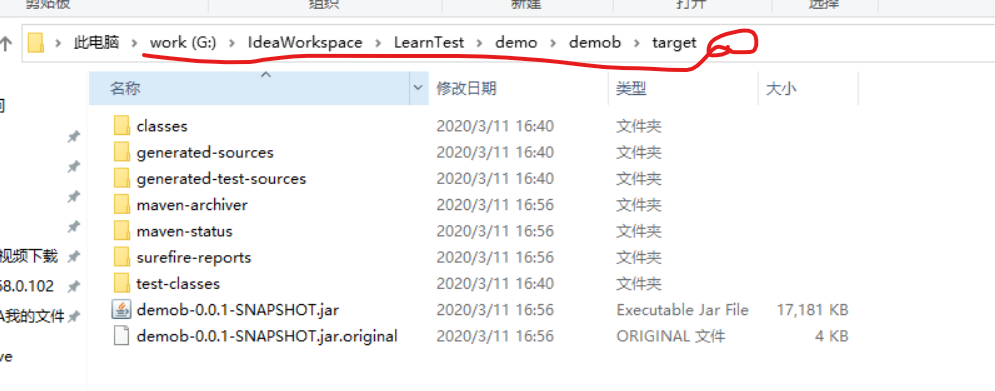 剪贴板 组织 新建 打开 选择
此电脑 > work (G:) > IdeaWorkspace > LearnTest > demo > demob > target
名称 修改日期 类型 大小
classes 2020/3/11 16:40 文件夹
generated-sources 2020/3/11 16:40 文件夹
generated-test-sources 2020/3/11 16:40 文件夹
maven-archiver 2020/3/11 16:56 文件夹
maven-status 2020/3/11 16:56 文件夹
surefire-reports 2020/3/11 16:56 文件夹
视频下载
test-classes 2020/3/11 16:40 文件夹
8.0.102
demob-0.0.1-SNAPSHOT.jar 2020/3/11 16:56 Executable Jar File 17,181 KB
A我的文件
demob-0.0.1-SNAPSHOT.jar.original 2020/3/11 16:56 ORIGINAL 文件 4 KB
ve